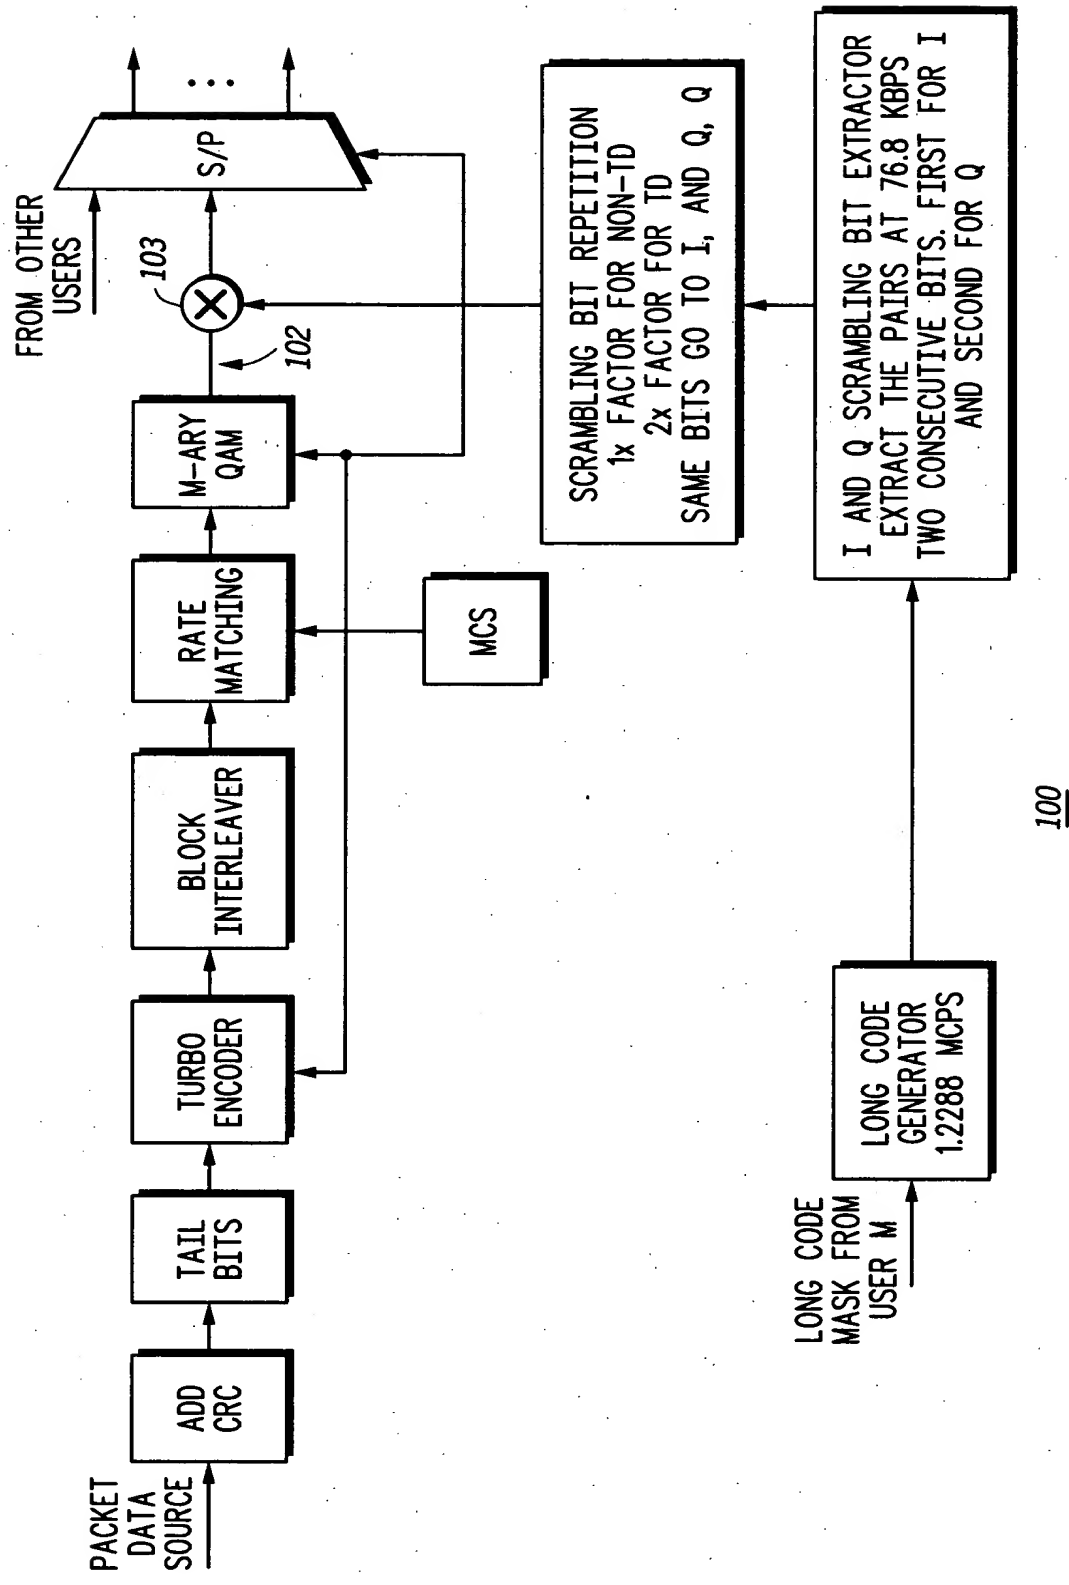 PACKET
DATA
SOURCE
ADD
CRC
TAIL
BITS
TURBO
ENCODER
BLOCK
INTERLEAVER
RATE
MATCHING
M-ARY
QAM
102
103
FROM OTHER
USERS
S/P
MCS
SCRAMBLING BIT REPETITION
1x FACTOR FOR NON-TD
2x FACTOR FOR TD
SAME BITS GO TO I, AND Q, Q
LONG CODE
MASK FROM
USER M
LONG CODE
GENERATOR
1.2288 MCPS
I AND Q SCRAMBLING BIT EXTRACTOR
EXTRACT THE PAIRS AT 76.8 KBPS
TWO CONSECUTIVE BITS. FIRST FOR I
AND SECOND FOR Q
100